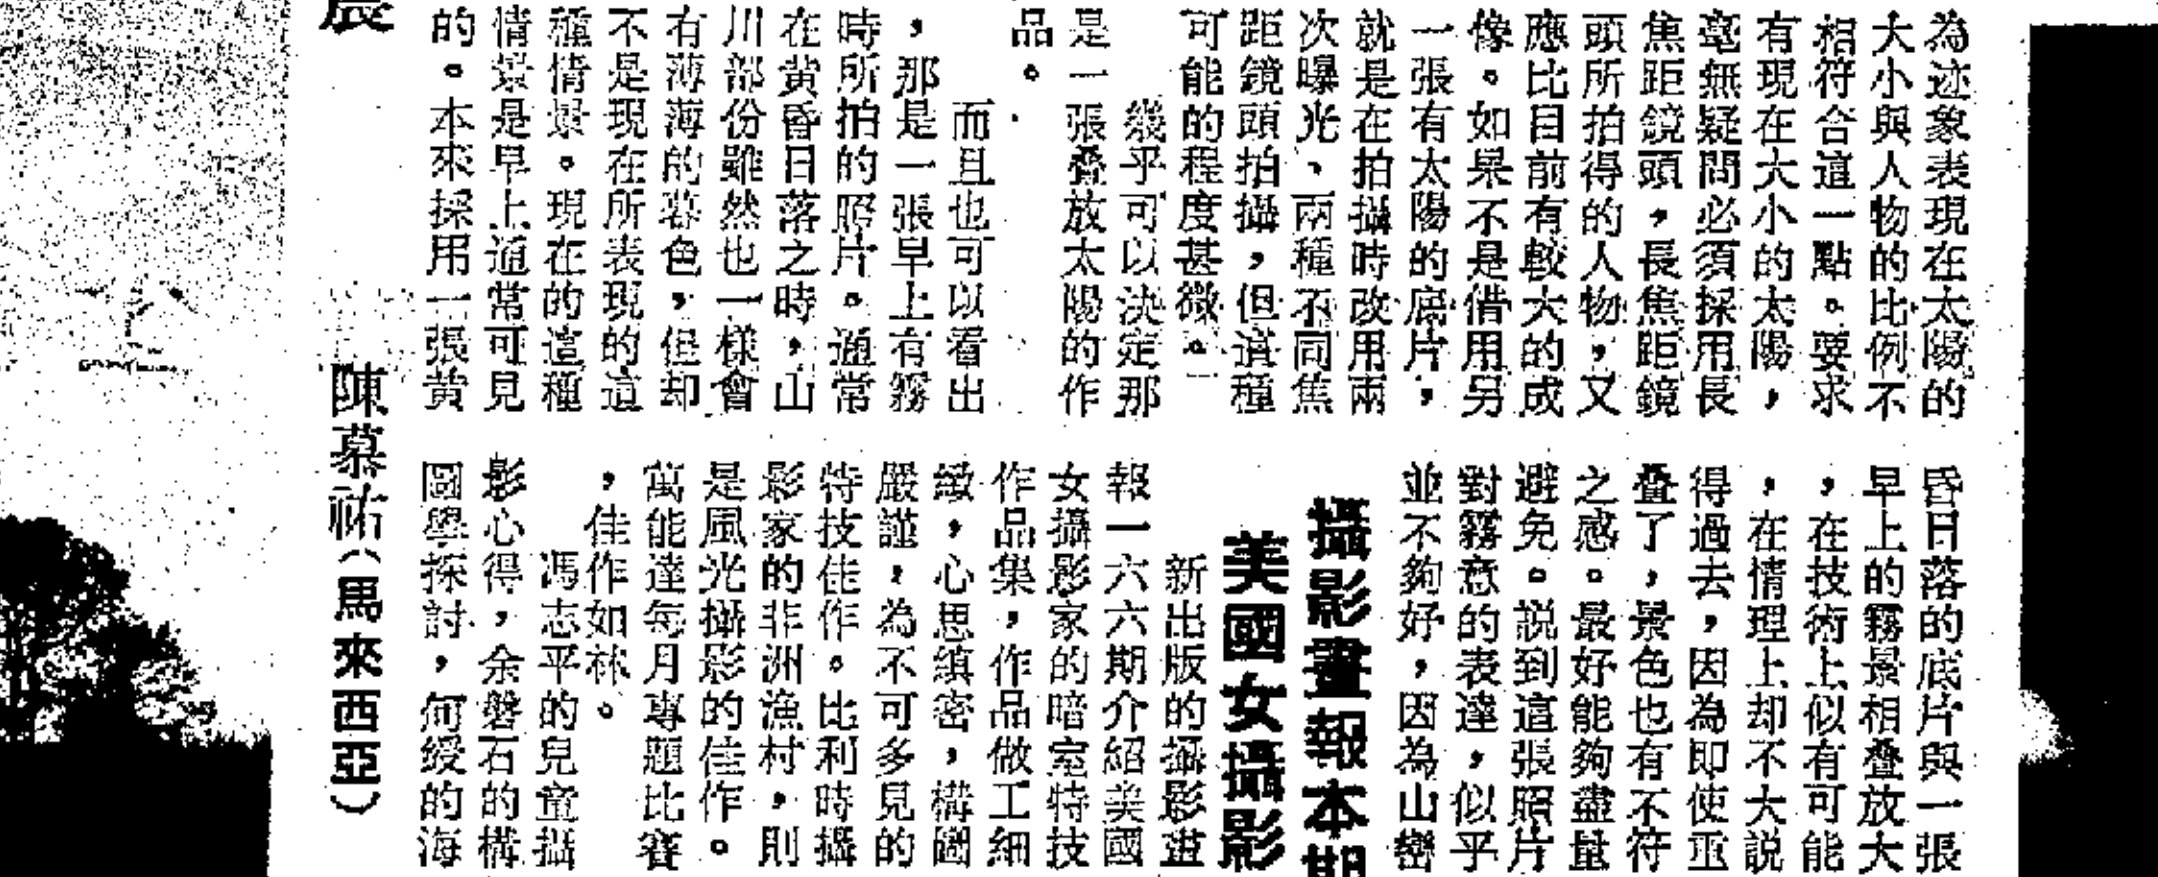 為迹象表現在太陽的
大小與人物的比例不
相符合這一點。要求
有現在大小的太陽，
毫無疑問必須採用長
焦距鏡頭，長焦距鏡
頭所拍得的人物，又
應比目前有較大的成
像。如果不是借用另
一張有太陽的底片，
就是在拍攝時改用兩
次曝光、兩種不同焦
距鏡頭拍攝，但這種
可能的程度甚微。
幾乎可以決定那
是一張叠放太陽的作
品。
而且也可以看出
，那是一張早上有霧
時所拍的照片。通常
在黄昏日落之時，山
川部份雖然也一樣會
有薄薄的暮色，但却
不是現在所表現的這
種情景。現在的這種
情景是早上通常可見
的。本來採用一張黄
昏日落的底片與一張
早上的霧景相叠放大
，在技術上似有可能
，在情理上却不大説
得過去，因為即使重
叠了，景色也有不符
之感。最好能夠盡量
避免。説到這張照片
對霧意的表達，似乎
並不夠好，因為山巒
晨
陳慕祐（馬來西亞）
攝影畫報本期
美國女攝影
新出版的攝影畫
報一六六期介紹美國
女攝影家的暗室特技
作品集，作品做工細
緻，心思縝密，構圖
嚴謹，為不可多見的
特技佳作。比利時攝
影家的非洲漁村，則
是風光攝影的佳作。
萬能達每月專題比賽
，佳作如林。
馮志平的兒童攝
影心得，余磐石的構
圖學探討，何綬的海